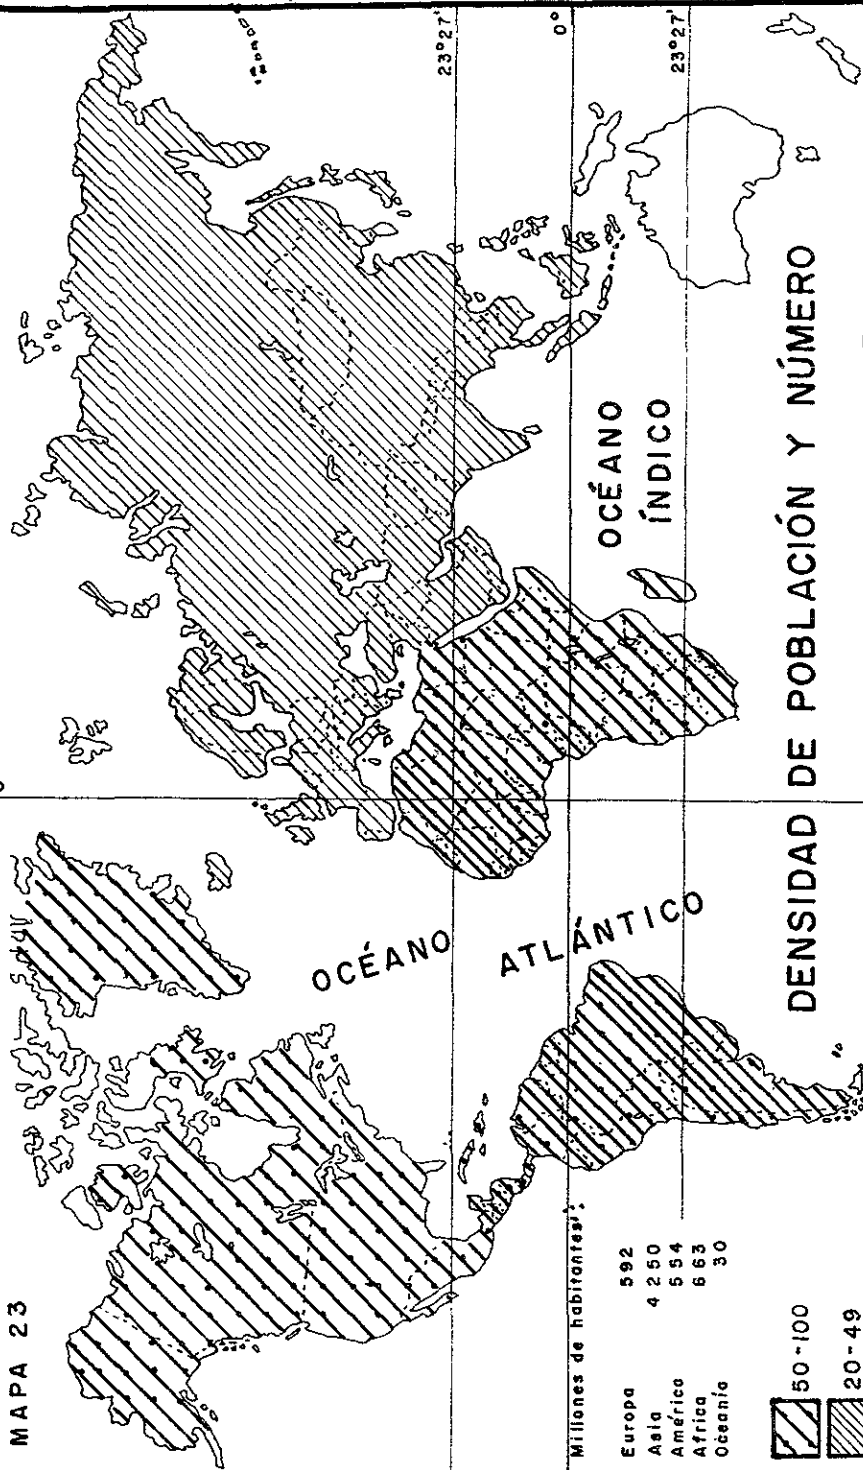 MAPA 23
23°27'
0°
23°27'
OCÉANO
ATLÁNTICO
OCÉANO
ÍNDICO
Millones de habitantes
Europa 592
Asia 4 250
América 554
Africa 663
Oceanía 30
50-100
20-49
DENSIDAD DE POBLACIÓN Y NÚMERO